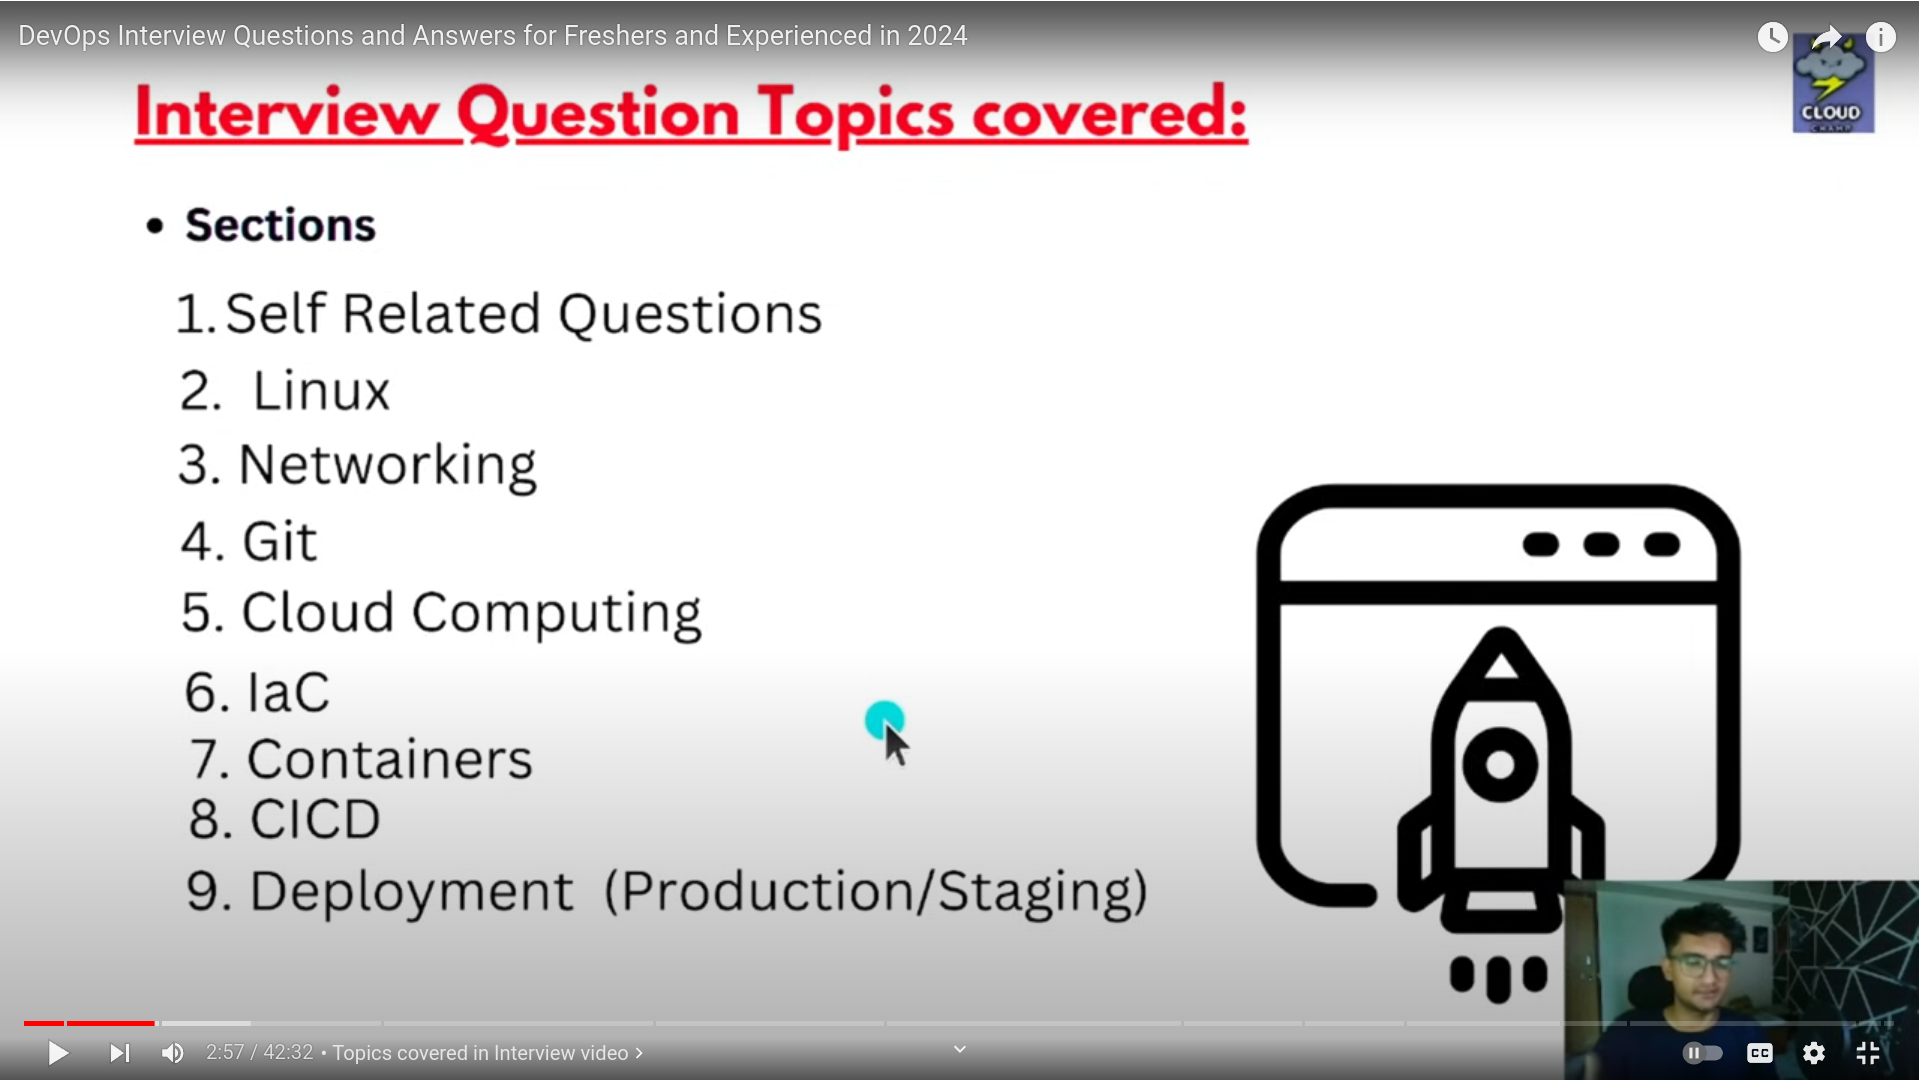 DevOps Interview Questions and Answers for Freshers and Experienced in 2024
Interview Question Topics covered:
CLOUD
CHAMP
• Sections
1. Self Related Questions
2. Linux
3. Networking
4. Git
5. Cloud Computing
6. IaC
7. Containers
8. CICD
9. Deployment (Production/Staging)
2:57 / 42:32 • Topics covered in Interview video
CC